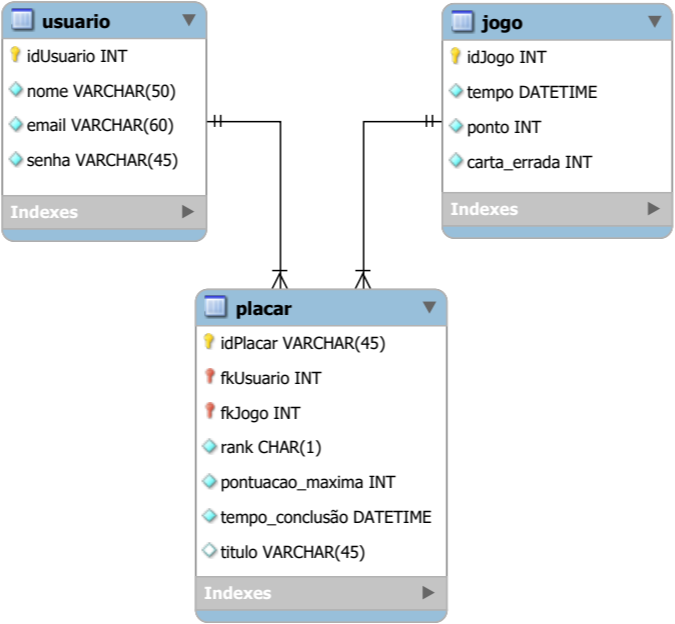 usuario
idUsuario INT
nome VARCHAR(50)
email VARCHAR(60)
senha VARCHAR(45)
Indexes
jogo
idJogo INT
tempo DATETIME
ponto INT
carta_errada INT
Indexes
placar
idPlacar VARCHAR(45)
fkUsuario INT
fkJogo INT
rank CHAR(1)
pontuacao_maxima INT
tempo_conclusão DATETIME
titulo VARCHAR(45)
Indexes